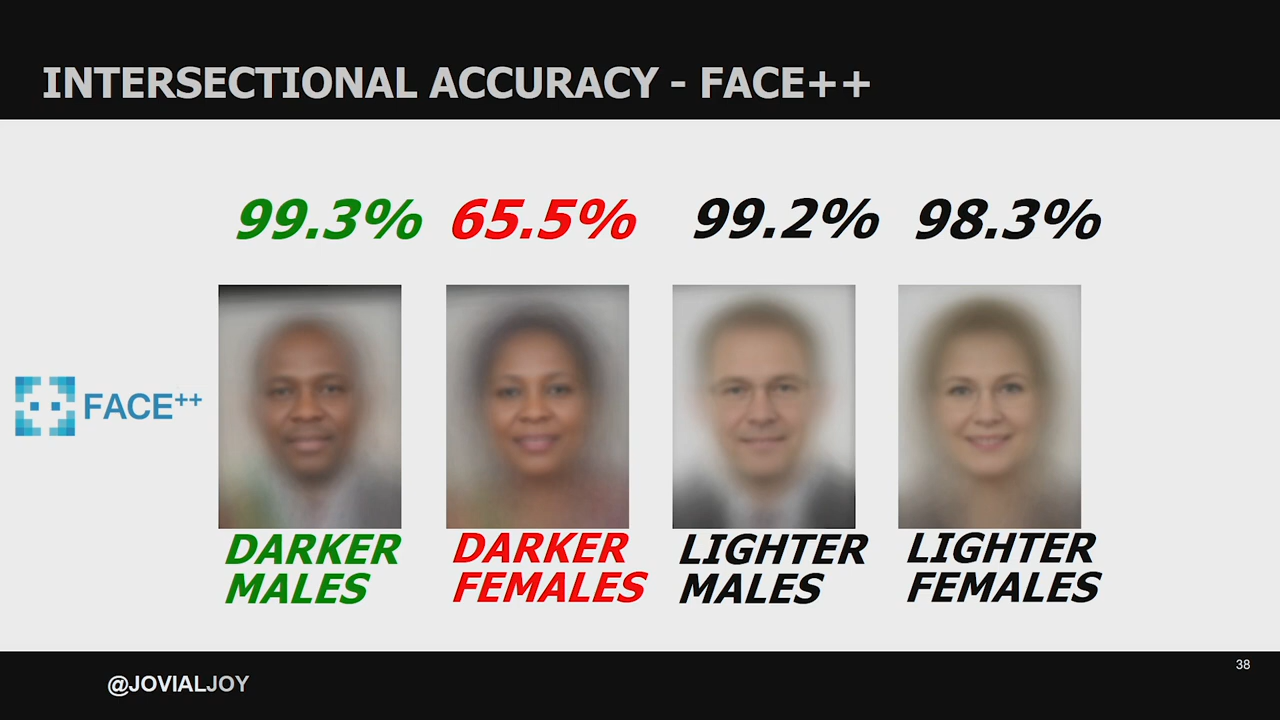 INTERSECTIONAL ACCURACY - FACE++
99.3% 65.5% 99.2% 98.3%
FACE++
DARKER MALES
DARKER FEMALES
LIGHTER MALES
LIGHTER FEMALES
38
@JOVIALJOY